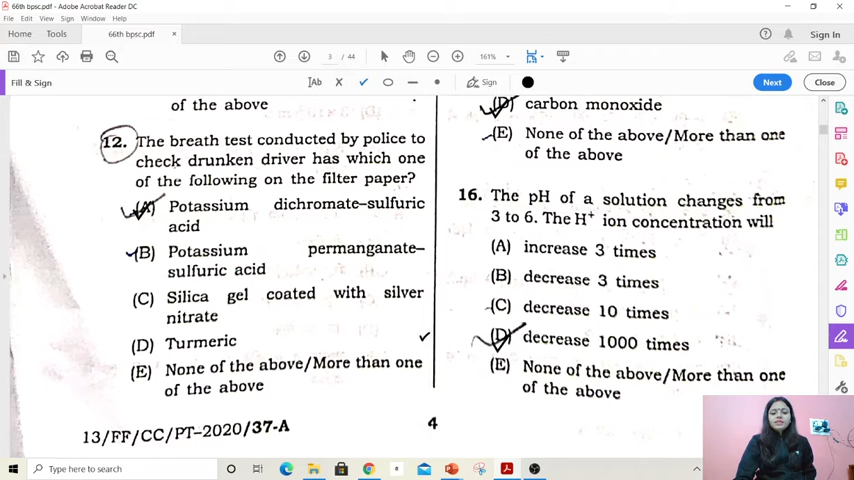 66th bpsc.pdf - Adobe Acrobat Reader DC
File Edit View Sign Window Help
Home Tools 66th bpsc.pdf × Sign In
3 / 44 161%
Fill & Sign Ab Sign Next Close
of the above
12. The breath test conducted by police to
check drunken driver has which one
of the following on the filter paper?
(A) Potassium dichromate–sulfuric
acid
(B) Potassium permanganate–
sulfuric acid
(C) Silica gel coated with silver
nitrate
(D) Turmeric
(E) None of the above/More than one
of the above
13/FF/CC/PT-2020/37-A
4
(D) carbon monoxide
(E) None of the above/More than one
of the above
16. The pH of a solution changes from
3 to 6. The H+ ion concentration will
(A) increase 3 times
(B) decrease 3 times
(C) decrease 10 times
(D) decrease 1000 times
(E) None of the above/More than one
of the above
Type here to search